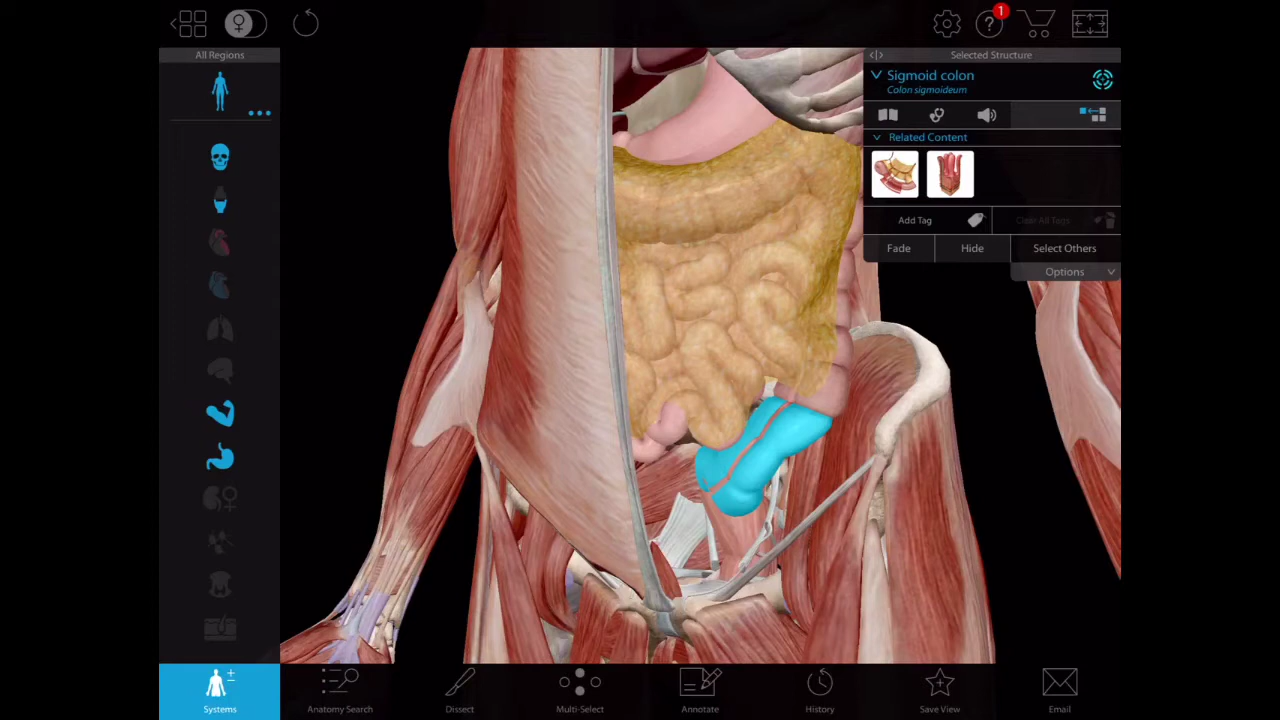 1
All Regions
Selected Structure
Sigmoid colon
Colon sigmoideum
Related Content
Add Tag
Clear All Tags
Fade
Hide
Select Others
Options
Systems
Anatomy Search
Dissect
Multi-Select
Annotate
History
Save View
Email